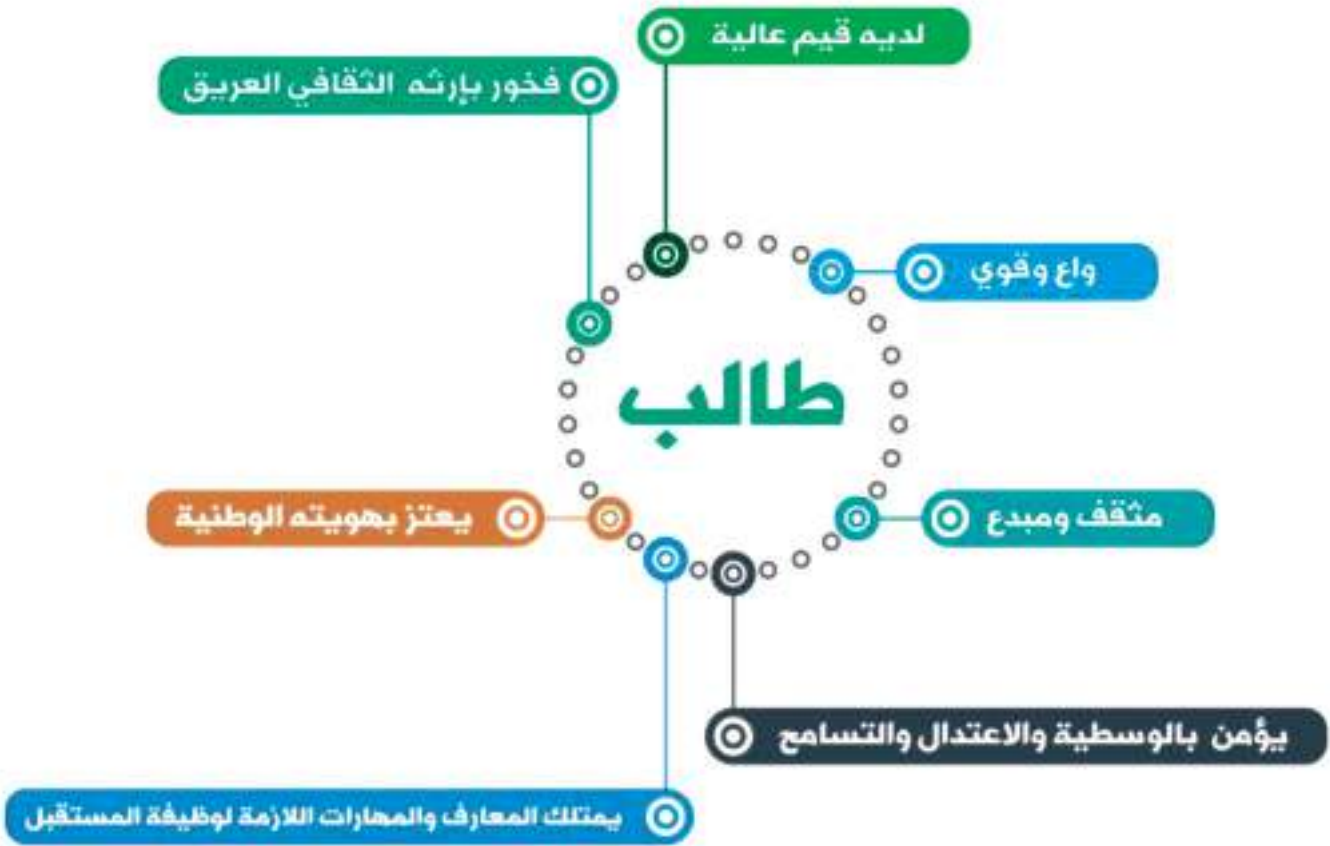 لديه قيم عالية
فخور بإرثه الثقافي العريق
واع وقوي
طالب
يعتز بهويته الوطنية
مثقف ومبدع
يؤمن بالوسطية والاعتدال والتسامح
يمتلك المعارف والمهارات اللازمة لوظيفة المستقبل